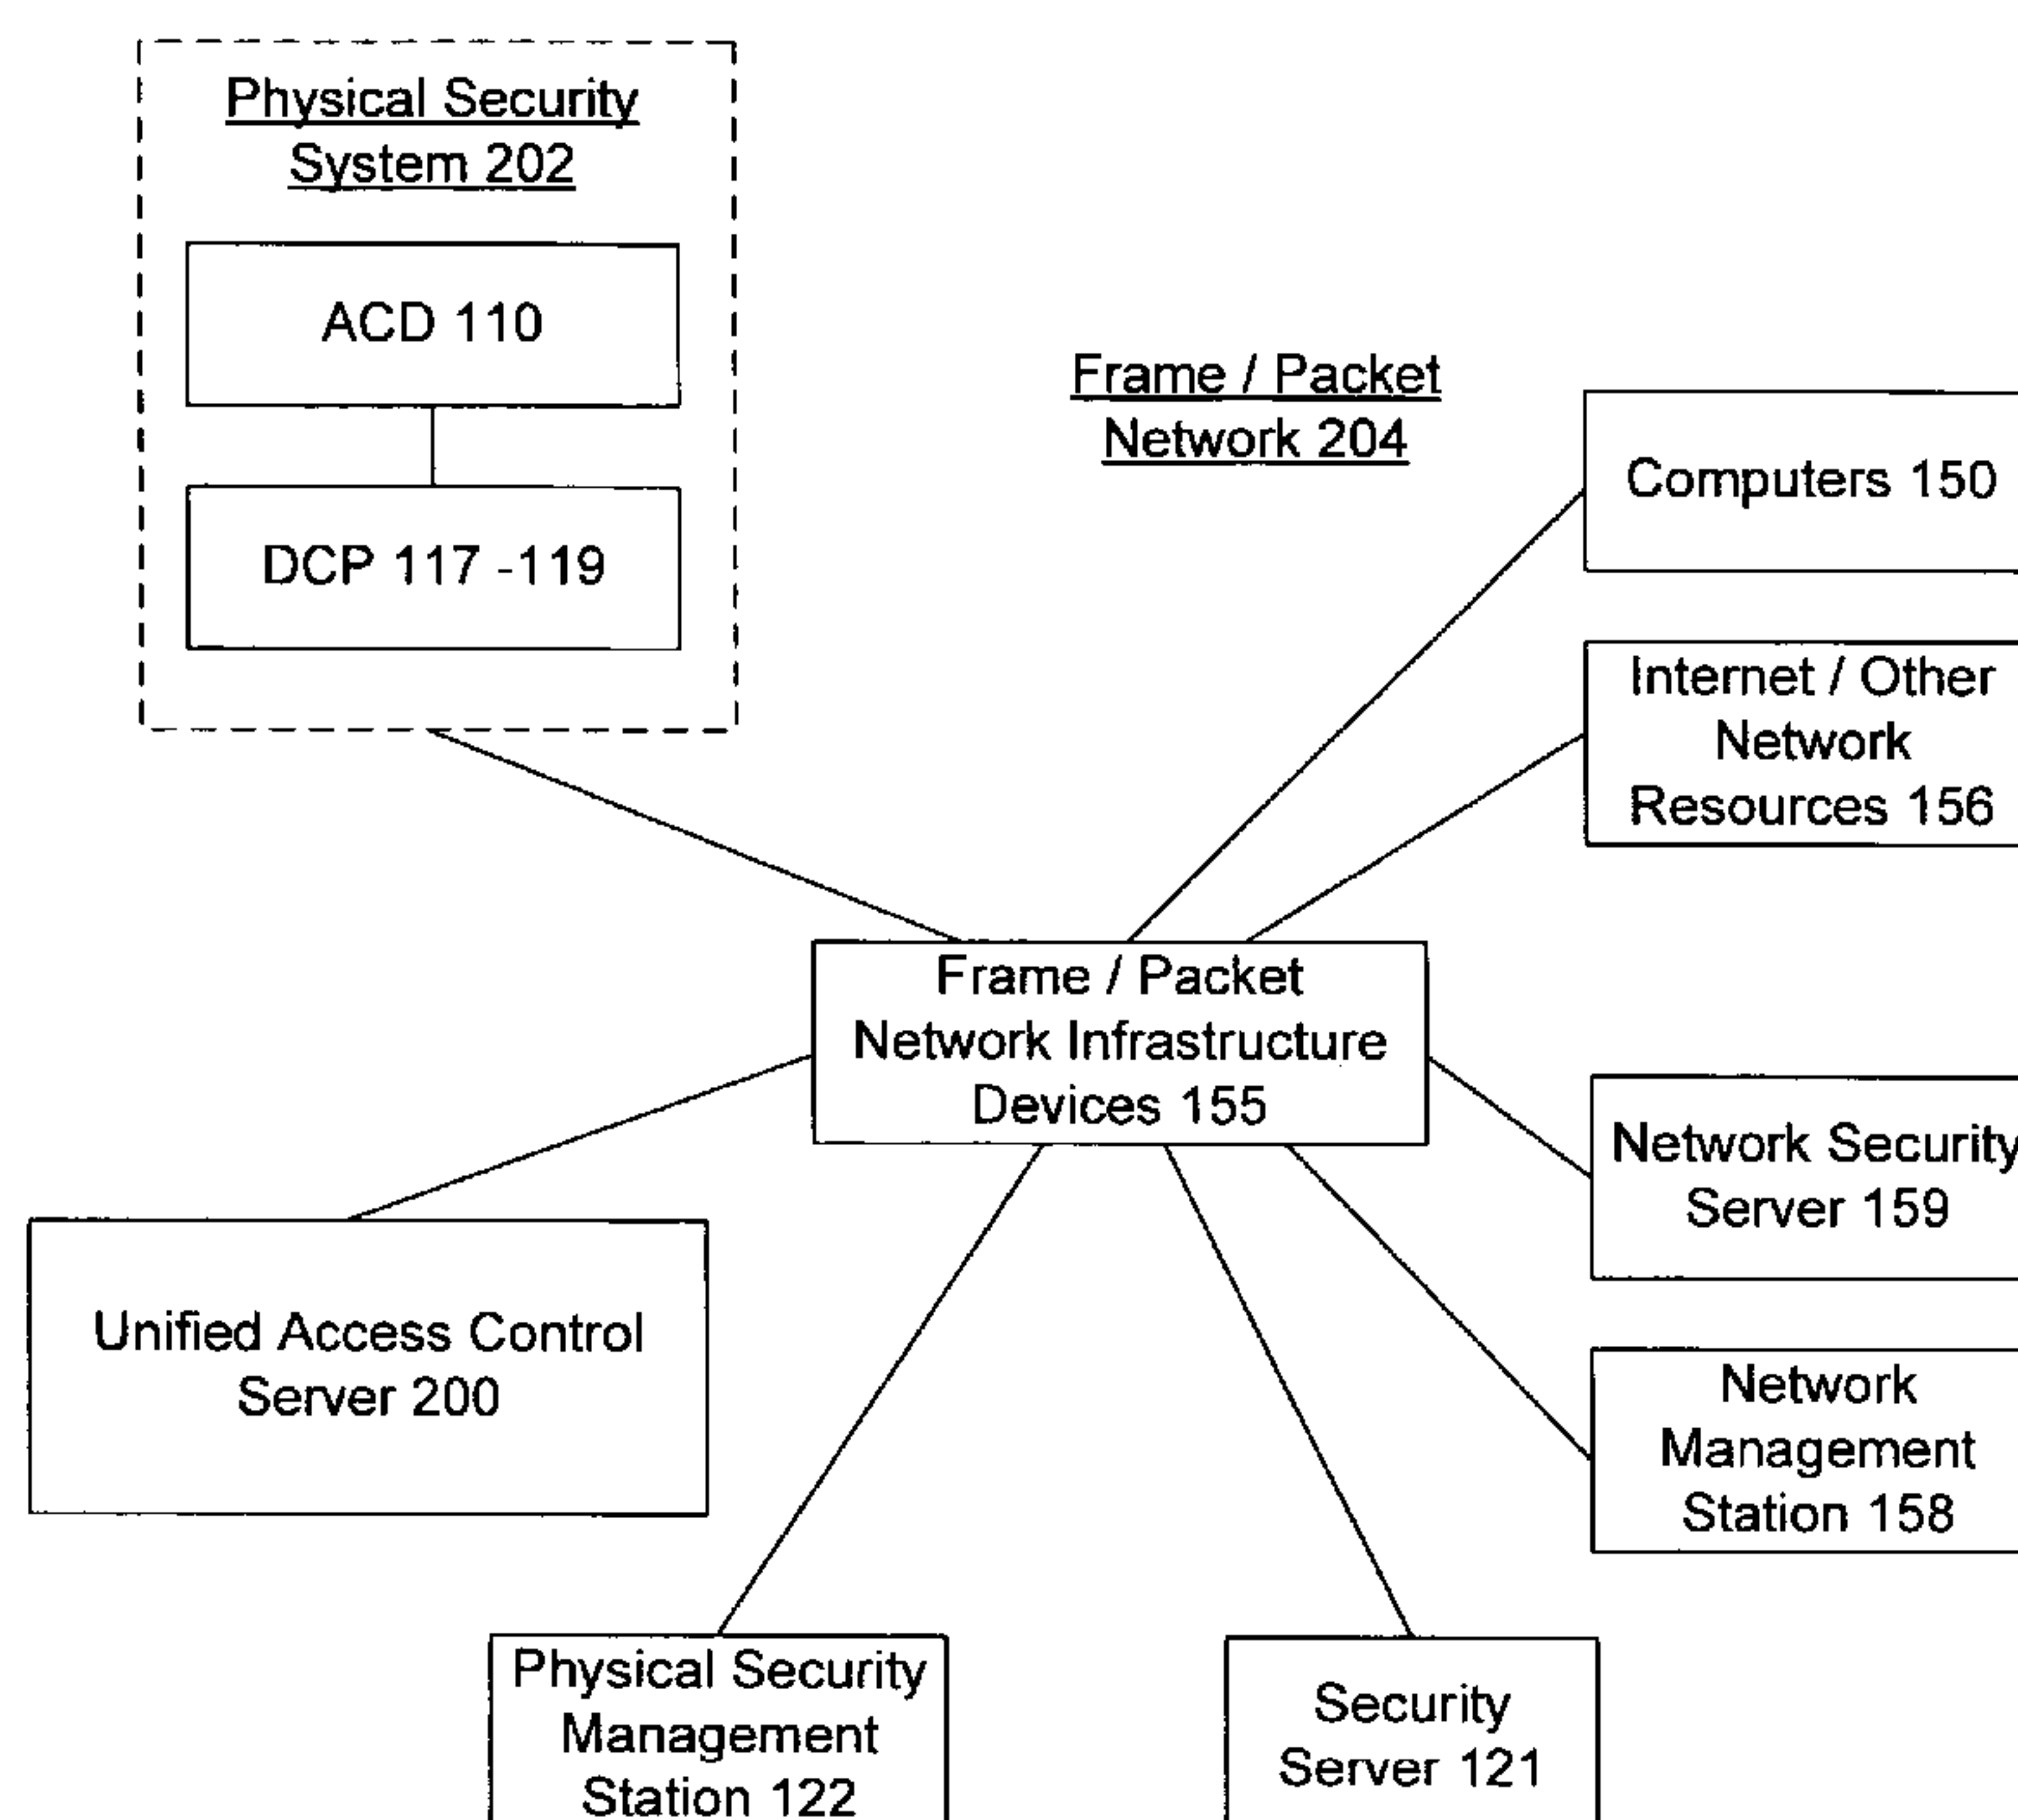 Physical Security
System 202
ACD 110
DCP 117 -119
Frame / Packet
Network 204
Computers 150
Internet / Other
Network
Resources 156
Frame / Packet
Network Infrastructure
Devices 155
Network Security
Server 159
Unified Access Control
Server 200
Network
Management
Station 158
Physical Security
Management
Station 122
Security
Server 121